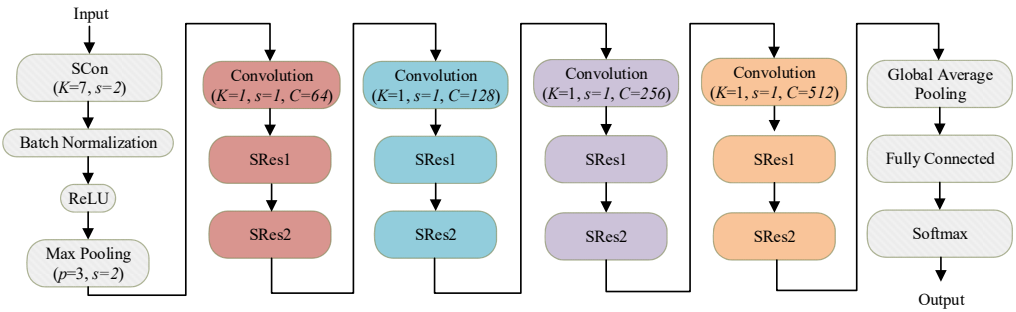 Input
SCon
(K=7, s=2)
Batch Normalization
ReLU
Max Pooling
(p=3, s=2)
Convolution
(K=1, s=1, C=64)
SRes1
SRes2
Convolution
(K=1, s=1, C=128)
SRes1
SRes2
Convolution
(K=1, s=1, C=256)
SRes1
SRes2
Convolution
(K=1, s=1, C=512)
SRes1
SRes2
Global Average
Pooling
Fully Connected
Softmax
Output